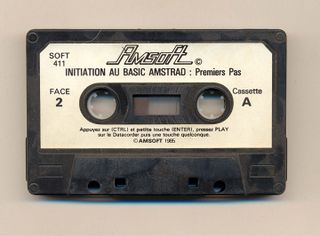 Amsoft ©
SOFT
411
INITIATION AU BASIC AMSTRAD : Premiers Pas
FACE
2
Cassette
A
Appuyez sur (CTRL) et petite touche (ENTER), pressez PLAY
sur le Datacorder puis une touche quelconque.
© AMSOFT 1985